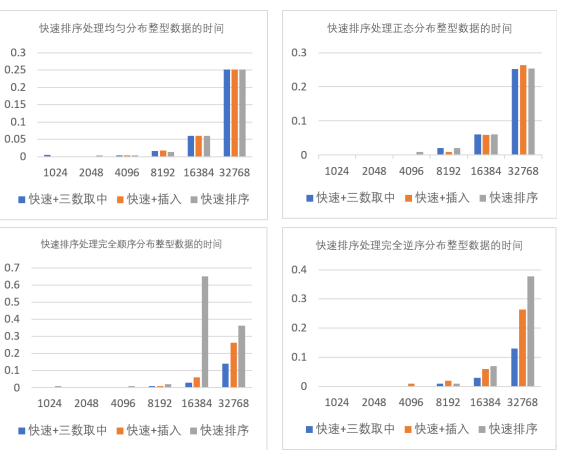 快速排序处理均匀分布整型数据的时间
0.3
0.25
0.2
0.15
0.1
0.05
0
1024 2048 4096 8192 16384 32768
快速+三数取中 快速+插入 快速排序
快速排序处理正态分布整型数据的时间
0.3
0.2
0.1
0
1024 2048 4096 8192 16384 32768
快速+三数取中 快速+插入 快速排序
快速排序处理完全顺序分布整型数据的时间
0.7
0.6
0.5
0.4
0.3
0.2
0.1
0
1024 2048 4096 8192 16384 32768
快速+三数取中 快速+插入 快速排序
快速排序处理完全逆序分布整型数据的时间
0.4
0.3
0.2
0.1
0
1024 2048 4096 8192 16384 32768
快速+三数取中 快速+插入 快速排序